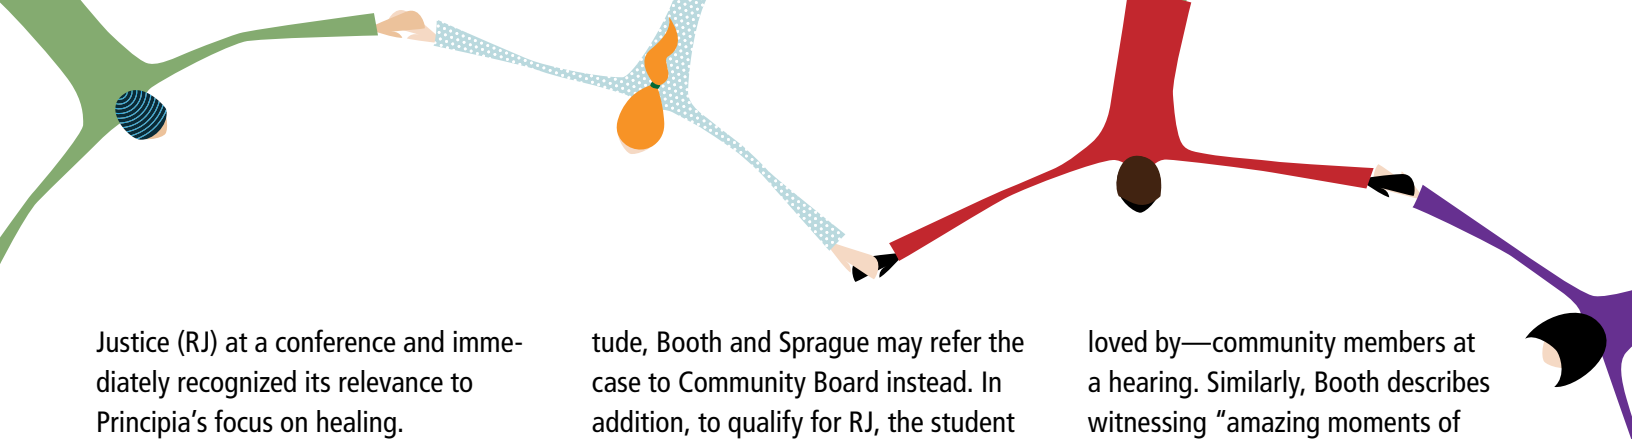 Justice (RJ) at a conference and imme-
diately recognized its relevance to
Principia’s focus on healing.
tude, Booth and Sprague may refer the
case to Community Board instead. In
addition, to qualify for RJ, the student
loved by—community members at
a hearing. Similarly, Booth describes
witnessing “amazing moments of